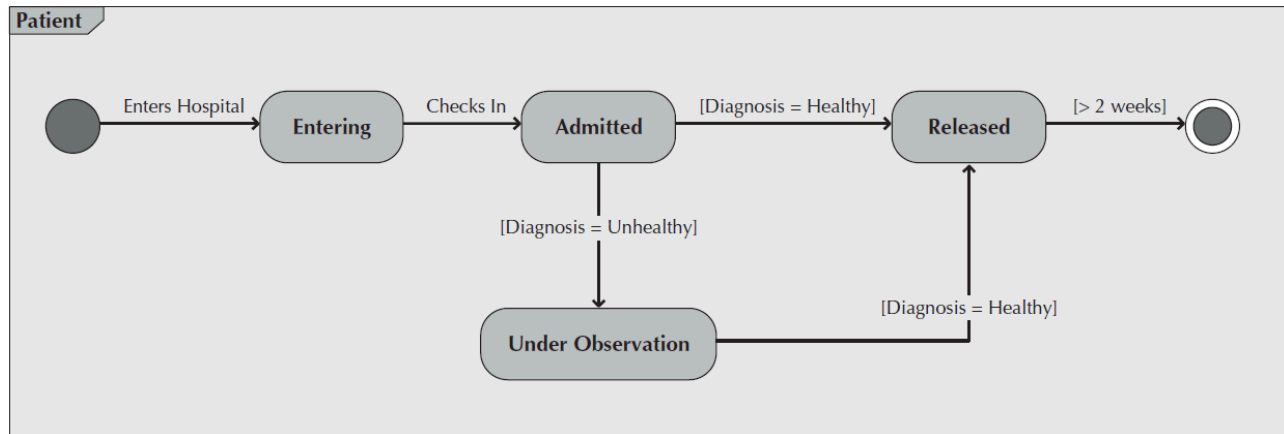 Patient
Enters Hospital
Entering
Checks In
Admitted
[Diagnosis = Healthy]
Released
[> 2 weeks]
[Diagnosis = Unhealthy]
[Diagnosis = Healthy]
Under Observation